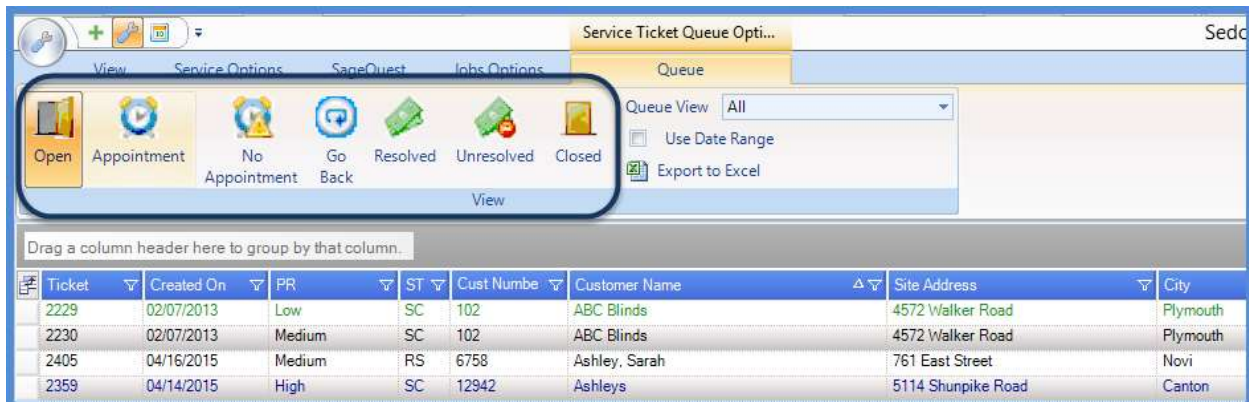 Service Ticket Queue Opti...
Sedo
View Service Options SageQuest Jobs Options Queue
Open Appointment No Appointment Go Back Resolved Unresolved Closed
View
Queue View All
Use Date Range
Export to Excel
Drag a column header here to group by that column.
Ticket Created On PR ST Cust Numbe Customer Name Site Address City
2229 02/07/2013 Low SC 102 ABC Blinds 4572 Walker Road Plymouth
2230 02/07/2013 Medium SC 102 ABC Blinds 4572 Walker Road Plymouth
2405 04/16/2015 Medium RS 6758 Ashley, Sarah 761 East Street Novi
2359 04/14/2015 High SC 12942 Ashleys 5114 Shunpike Road Canton